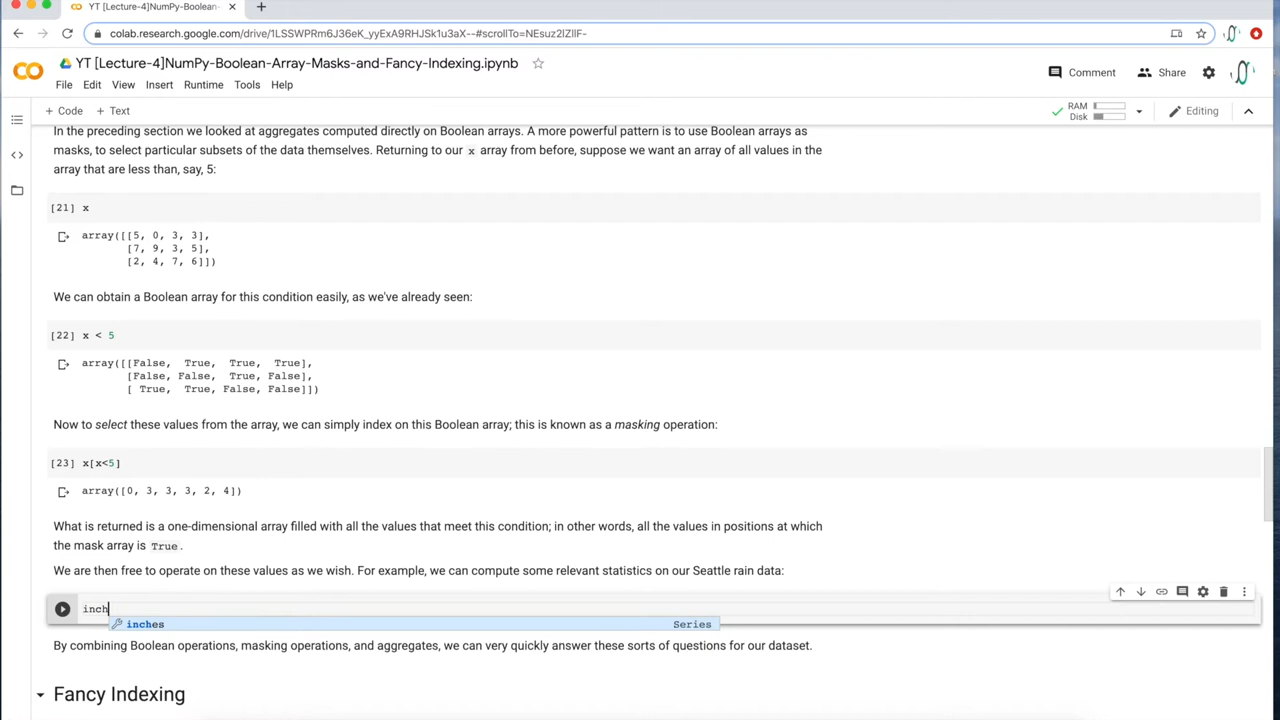 YT [Lecture-4]NumPy-Boolean-
colab.research.google.com/drive/1LSSWPRm6J36eK_yyExA9RHJSk1u3aX--#scrollTo=NEsuz2lZlIF-
YT [Lecture-4]NumPy-Boolean-Array-Masks-and-Fancy-Indexing.ipynb
Comment Share
File Edit View Insert Runtime Tools Help
+ Code + Text
RAM
Disk
Editing
In the preceding section we looked at aggregates computed directly on Boolean arrays. A more powerful pattern is to use Boolean arrays as
masks, to select particular subsets of the data themselves. Returning to our x array from before, suppose we want an array of all values in the
array that are less than, say, 5:
[21] x
array([[5, 0, 3, 3],
[7, 9, 3, 5],
[2, 4, 7, 6]])
We can obtain a Boolean array for this condition easily, as we've already seen:
[22] x < 5
array([[False, True, True, True],
[False, False, True, False],
[ True, True, False, False]])
Now to select these values from the array, we can simply index on this Boolean array; this is known as a masking operation:
[23] x[x<5]
array([0, 3, 3, 3, 2, 4])
What is returned is a one-dimensional array filled with all the values that meet this condition; in other words, all the values in positions at which
the mask array is True.
We are then free to operate on these values as we wish. For example, we can compute some relevant statistics on our Seattle rain data:
inch
inches Series
By combining Boolean operations, masking operations, and aggregates, we can very quickly answer these sorts of questions for our dataset.
Fancy Indexing